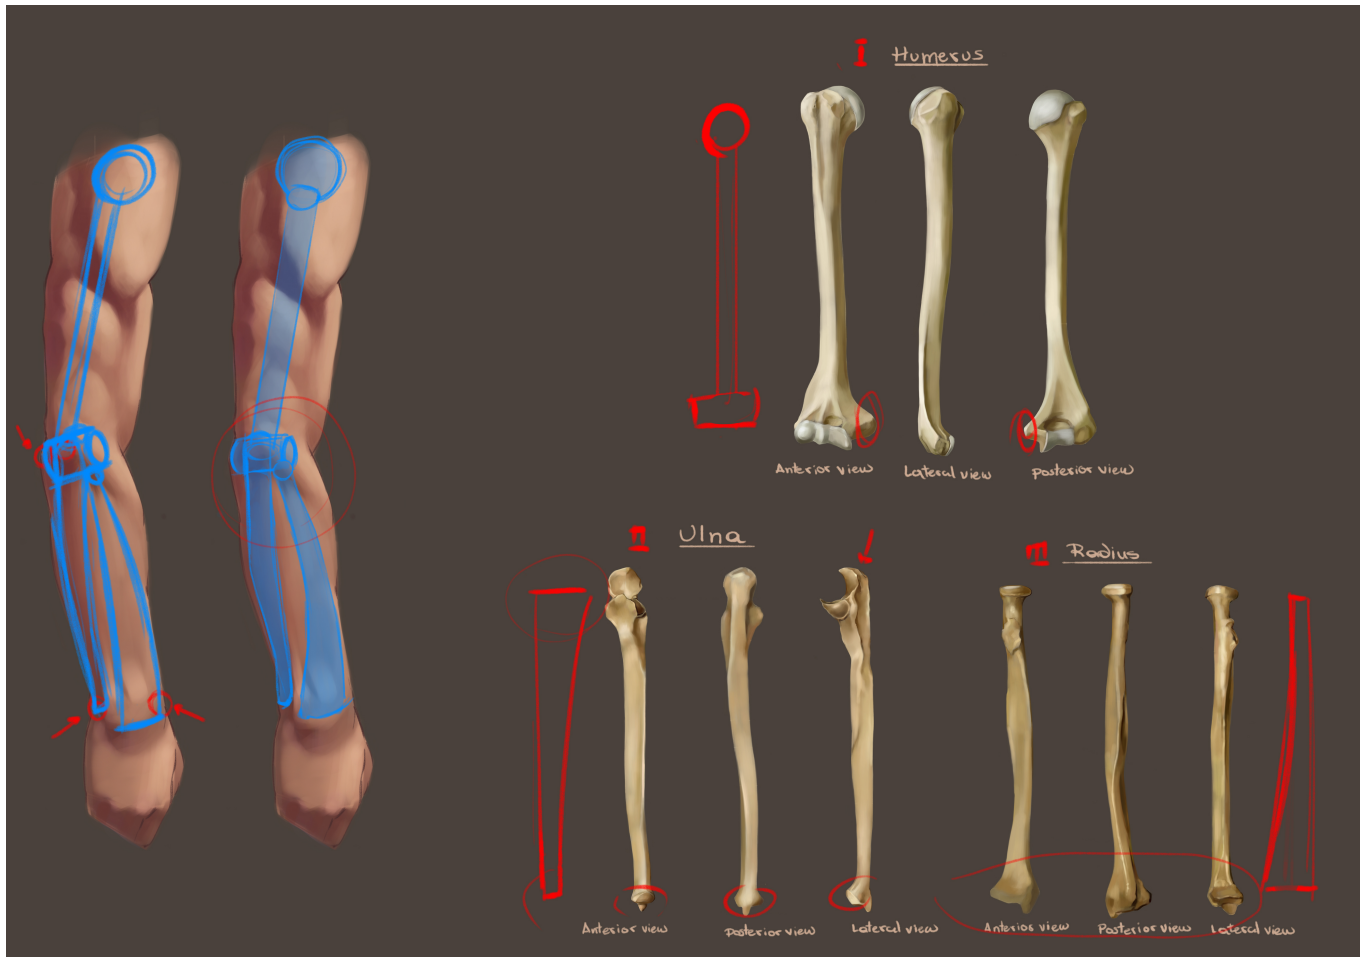 I Humerus
Anterior view
Lateral view
Posterior view
II Ulna
III Radius
Anterior view
Posterior view
Lateral view
Anterior view
Posterior view
Lateral view